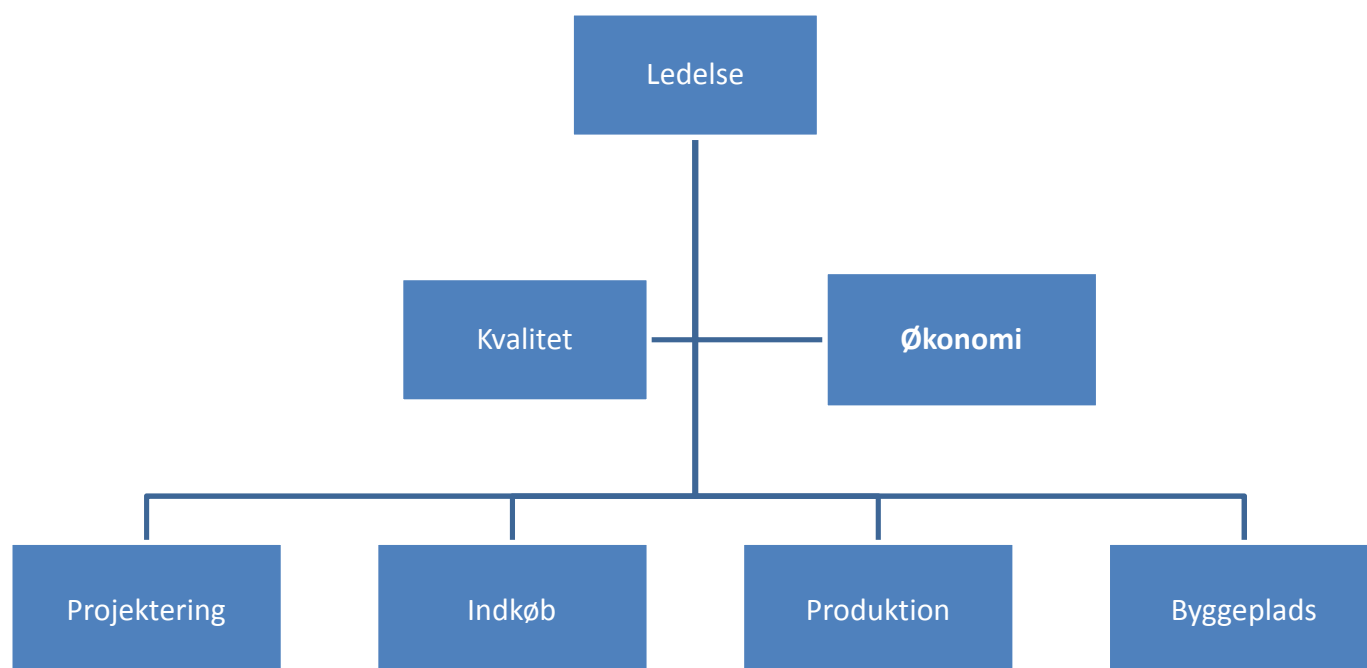 Ledelse
Kvalitet
Økonomi
Projektering
Indkøb
Produktion
Byggeplads